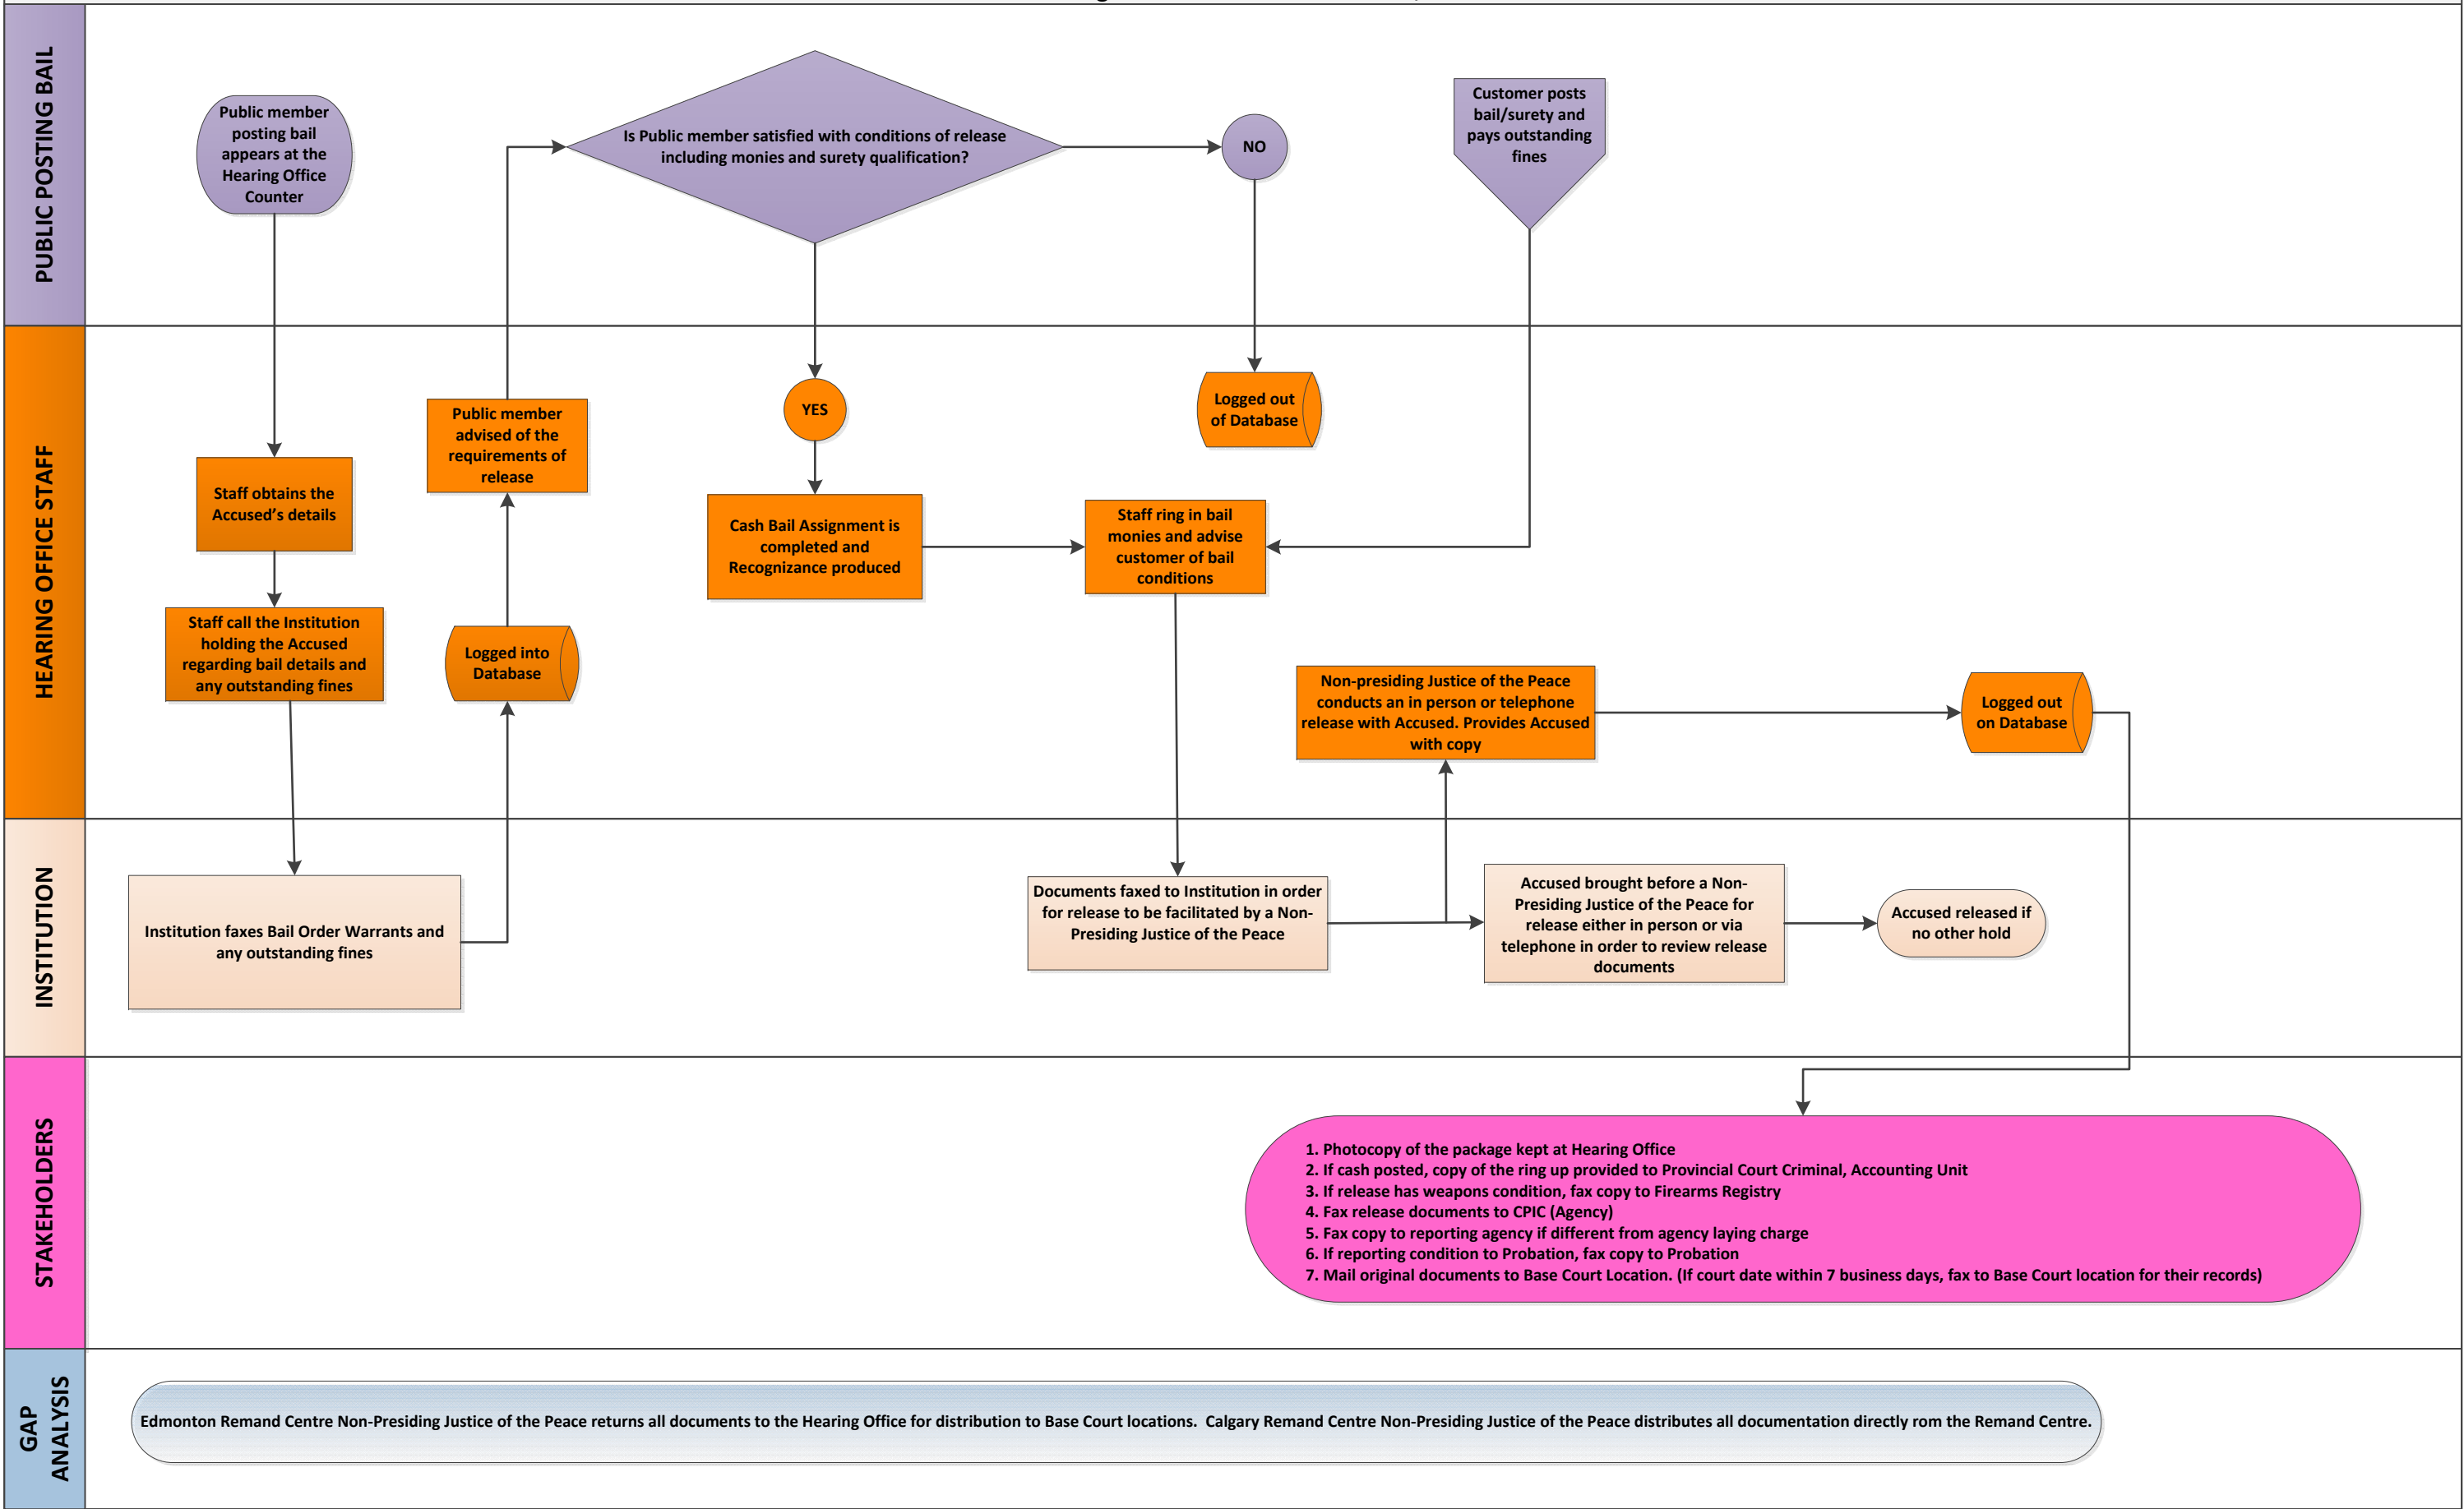 PUBLIC POSTING BAIL
Public member
posting bail
appears at the
Hearing Office
Counter
Is Public member satisfied with conditions of release
including monies and surety qualification?
NO
Customer posts
bail/surety and
pays outstanding
fines
HEARING OFFICE STAFF
Staff obtains the
Accused’s details
Staff call the Institution
holding the Accused
regarding bail details and
any outstanding fines
Public member
advised of the
requirements of
release
Logged into
Database
YES
Cash Bail Assignment is
completed and
Recognizance produced
Logged out
of Database
Staff ring in bail
monies and advise
customer of bail
conditions
Non-presiding Justice of the Peace
conducts an in person or telephone
release with Accused. Provides Accused
with copy
Logged out
on Database
INSTITUTION
Institution faxes Bail Order Warrants and
any outstanding fines
Documents faxed to Institution in order
for release to be facilitated by a Non-
Presiding Justice of the Peace
Accused brought before a Non-
Presiding Justice of the Peace for
release either in person or via
telephone in order to review release
documents
Accused released if
no other hold
STAKEHOLDERS
1. Photocopy of the package kept at Hearing Office
2. If cash posted, copy of the ring up provided to Provincial Court Criminal, Accounting Unit
3. If release has weapons condition, fax copy to Firearms Registry
4. Fax release documents to CPIC (Agency)
5. Fax copy to reporting agency if different from agency laying charge
6. If reporting condition to Probation, fax copy to Probation
7. Mail original documents to Base Court Location. (If court date within 7 business days, fax to Base Court location for their records)
GAP
ANALYSIS
Edmonton Remand Centre Non-Presiding Justice of the Peace returns all documents to the Hearing Office for distribution to Base Court locations.  Calgary Remand Centre Non-Presiding Justice of the Peace distributes all documentation directly rom the Remand Centre.